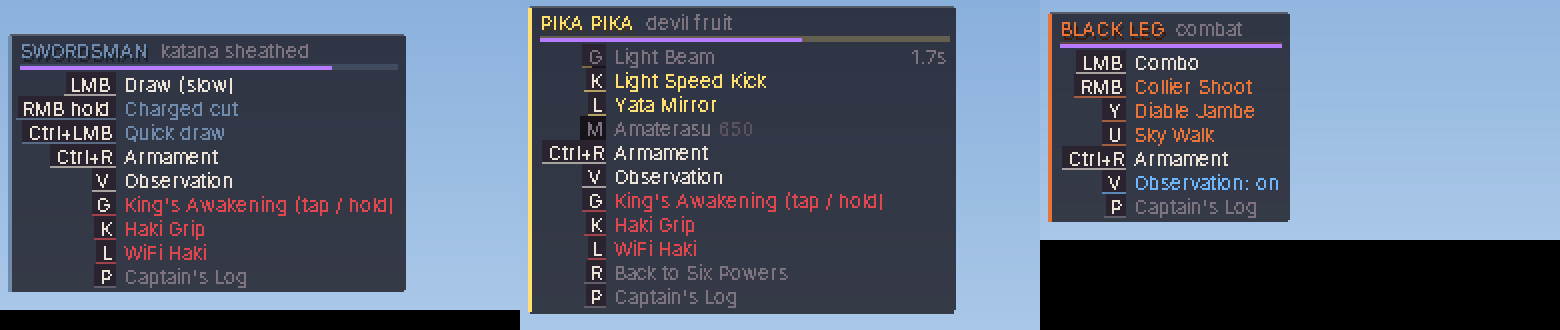 SWORDSMAN katana sheathed
LMB Draw (slow)
RMB hold Charged cut
Ctrl+LMB Quick draw
Ctrl+R Armament
V Observation
G King's Awakening (tap / hold)
K Haki Grip
L WiFi Haki
P Captain's Log
PIKA PIKA devil fruit
G Light Beam 1.7s
K Light Speed Kick
L Yata Mirror
M Amaterasu 650
Ctrl+R Armament
V Observation
G King's Awakening (tap / hold)
K Haki Grip
L WiFi Haki
R Back to Six Powers
P Captain's Log
BLACK LEG combat
LMB Combo
RMB Collier Shoot
Y Diable Jambe
U Sky Walk
Ctrl+R Armament
V Observation: on
P Captain's Log